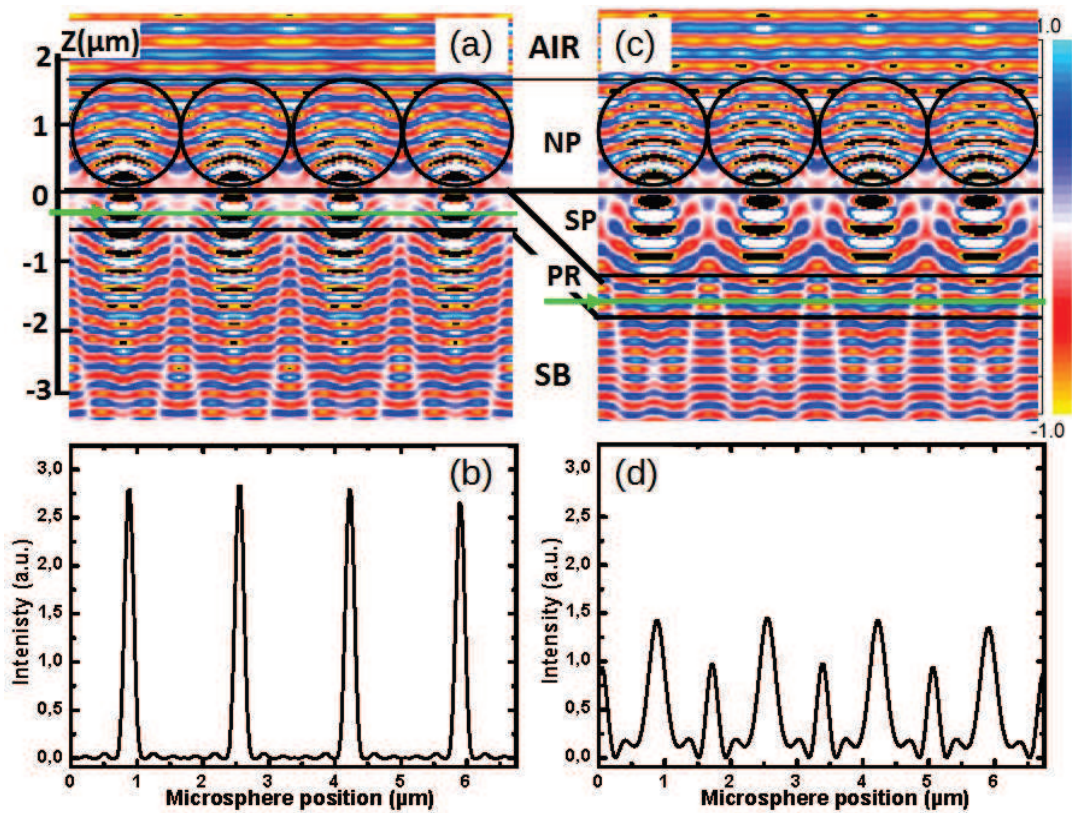 Z(µm)
(a)
AIR
(c)
1.0
2
1
NP
0
SP
-1
PR
-2
SB
-3
-1.0
(b)
3,0
2,5
2,0
1,5
1,0
0,5
0,0
Intenisty (a.u.)
0 1 2 3 4 5 6
Microsphere position (µm)
(d)
3,0
2,5
2,0
1,5
1,0
0,5
0,0
Intensity (a.u.)
0 1 2 3 4 5 6
Microsphere position (µm)